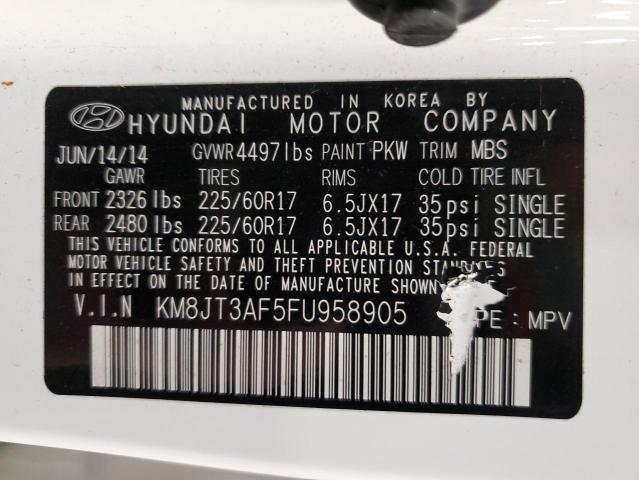 MANUFACTURED IN KOREA BY
HYUNDAI MOTOR COMPANY
JUN/14/14 GVWR 4497lbs PAINT PKW TRIM MBS
GAWR TIRES RIMS COLD TIRE INFL
FRONT 2326 lbs 225/60R17 6.5JX17 35psi SINGLE
REAR 2480 lbs 225/60R17 6.5JX17 35psi SINGLE
THIS VEHICLE CONFORMS TO ALL APPLICABLE U.S.A. FEDERAL
MOTOR VEHICLE SAFETY AND THEFT PREVENTION
IN EFFECT ON THE DATE OF MANUFACTURE SHOWN
V.I.N KM8JT3AF5FU958905 : MPV